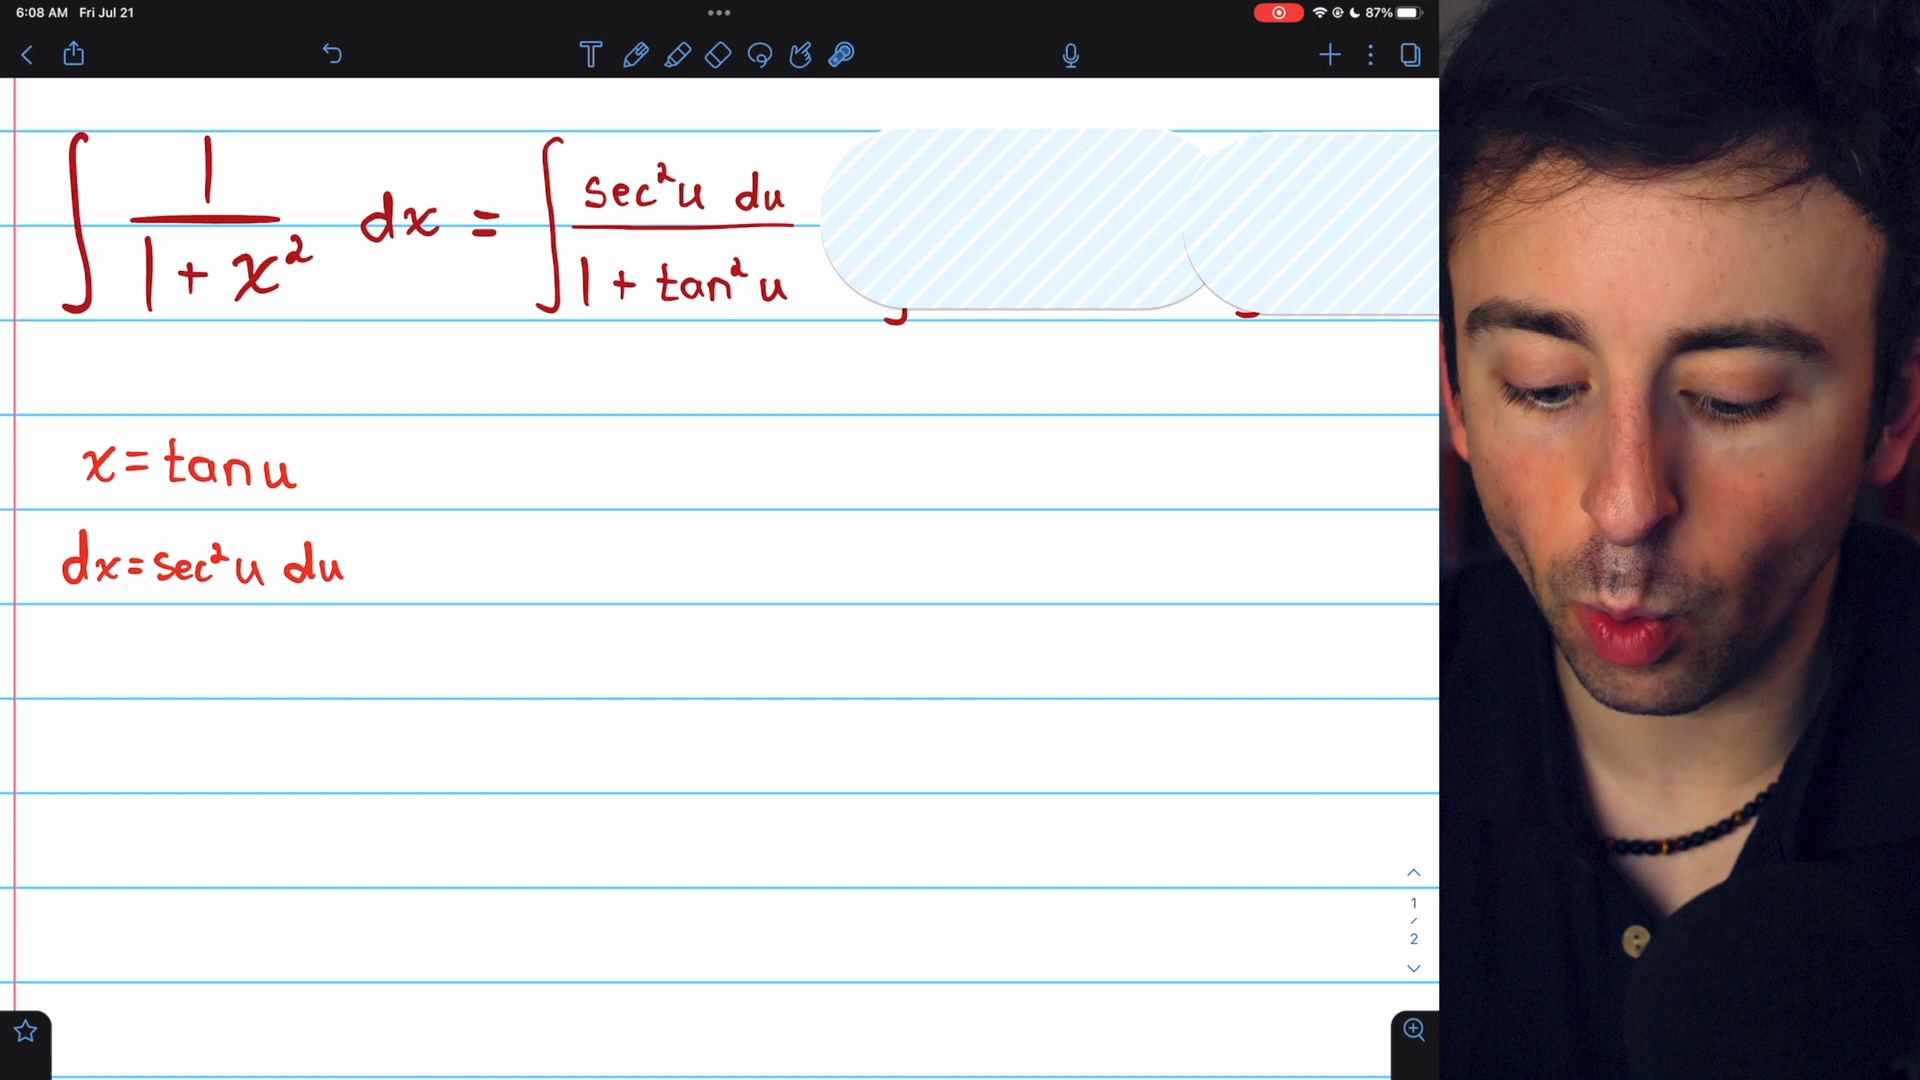 6:08 AM Fri Jul 21
87%
∫ 1/(1 + x²) dx = ∫ (sec²u du)/(1 + tan²u)
x = tan u
dx = sec²u du
1
/
2